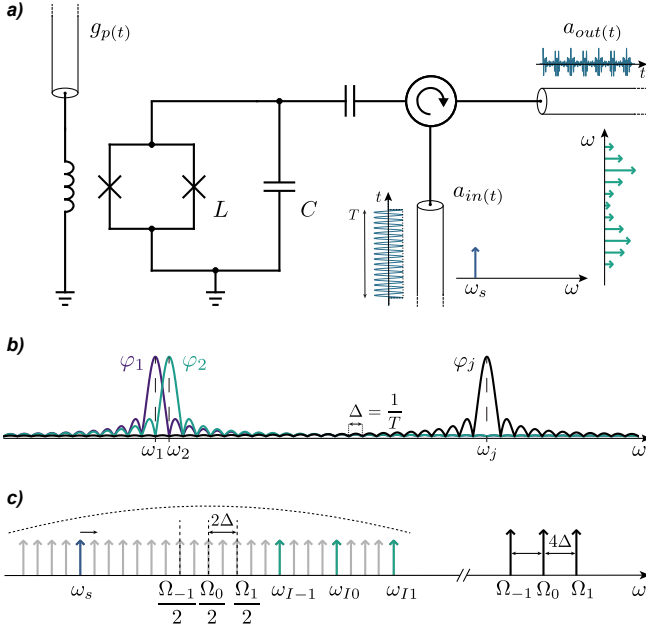 a)
g_{p(t)}
a_{out(t)}
t
ω
L
C
t
T
a_{in(t)}
ω_s
ω
b)
φ_1
φ_2
φ_j
Δ = 1/T
ω_1
ω_2
ω_j
ω
c)
2Δ
4Δ
ω_s
Ω_{-1}/2
Ω_0/2
Ω_1/2
ω_{I-1}
ω_{I0}
ω_{I1}
Ω_{-1}
Ω_0
Ω_1
ω